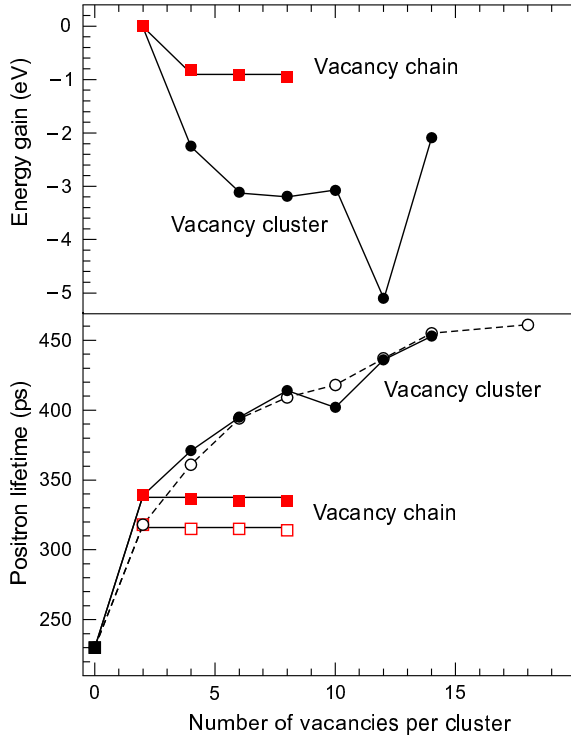 0
−1
−2
−3
−4
−5
Energy gain (eV)
Vacancy chain
Vacancy cluster
450
400
350
300
250
Positron lifetime (ps)
Vacancy cluster
Vacancy chain
0
5
10
15
Number of vacancies per cluster